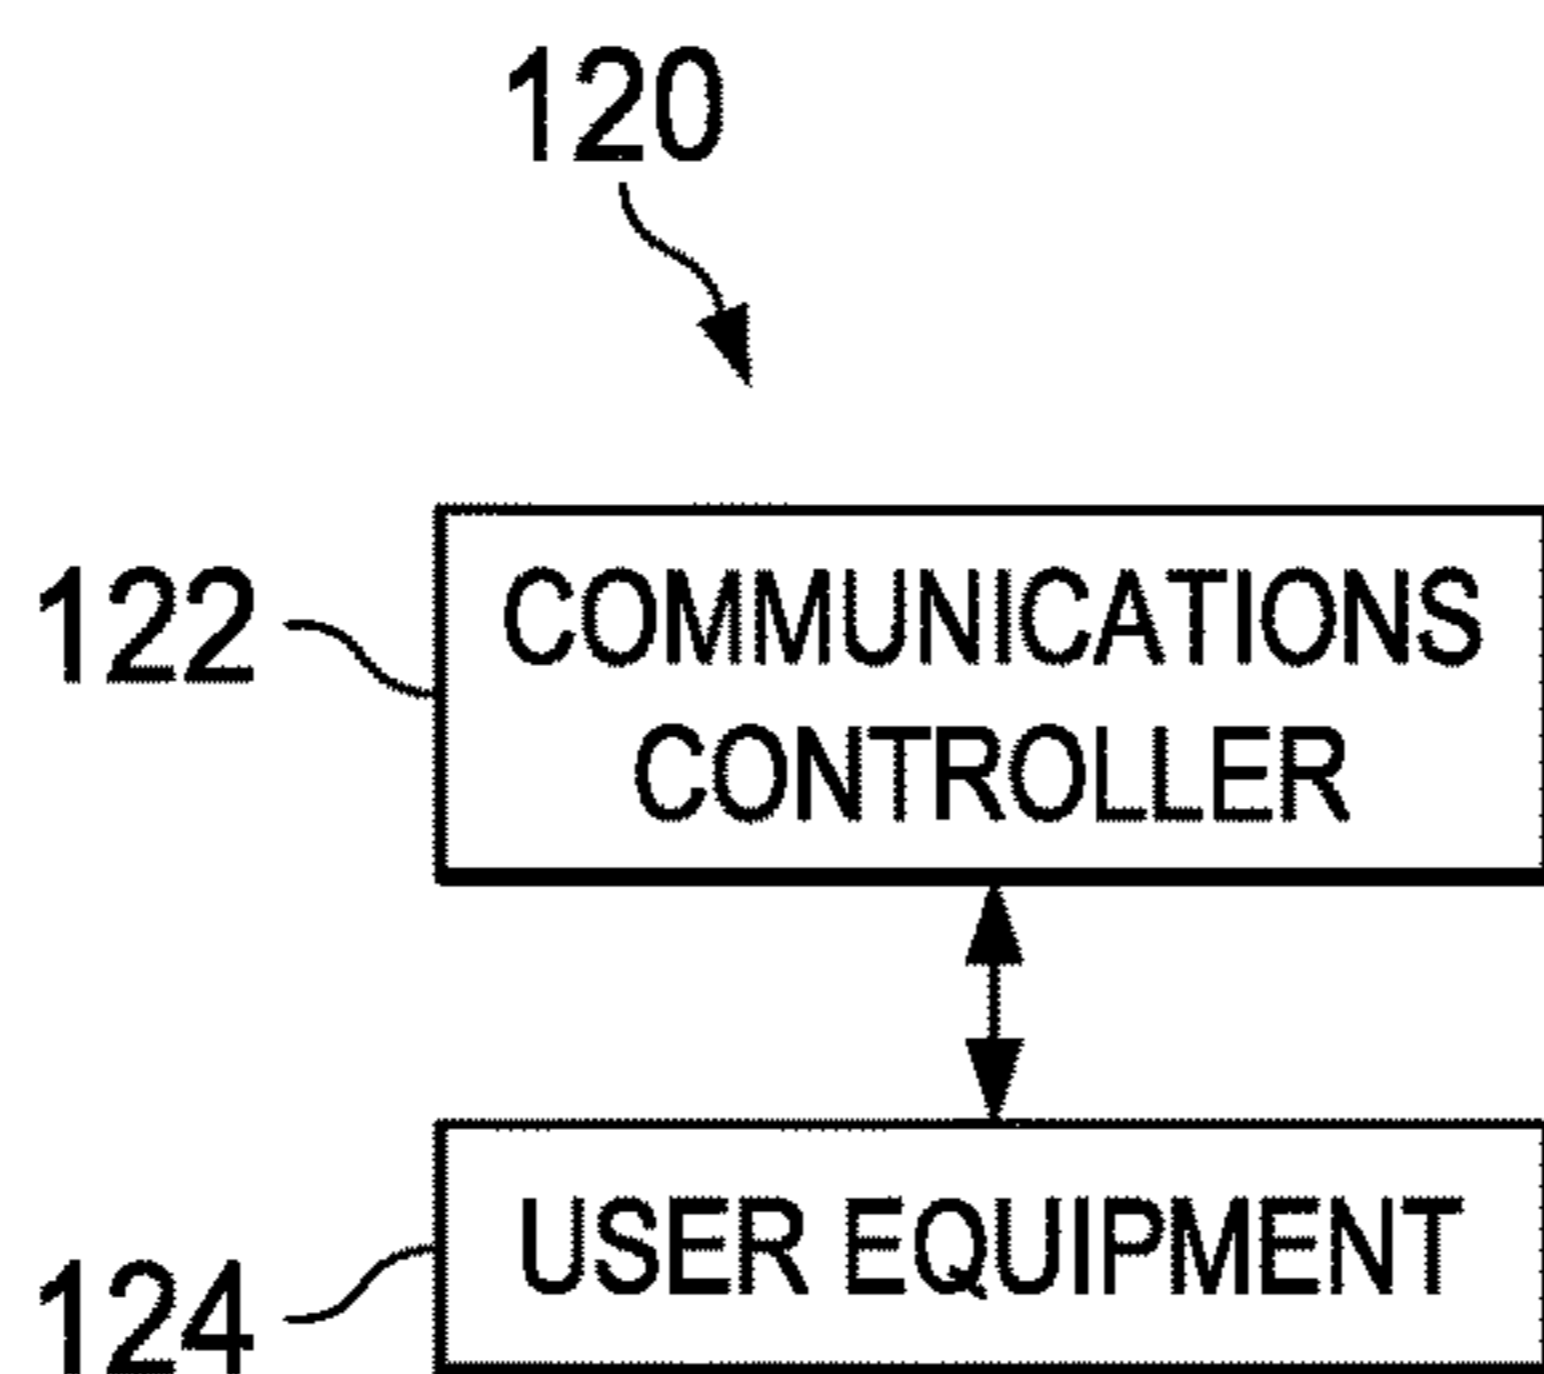 120
122
COMMUNICATIONS
CONTROLLER
124
USER EQUIPMENT